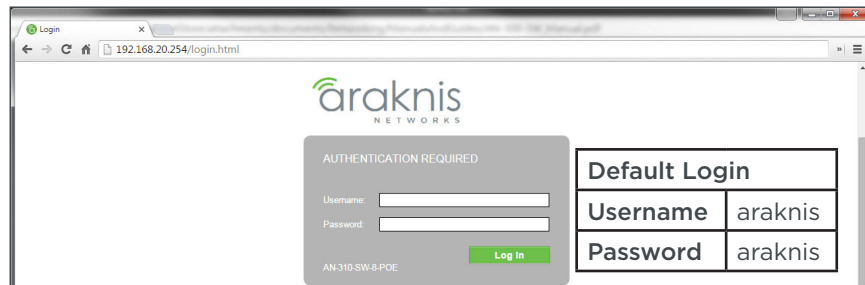 Login
192.168.20.254/login.html
araknis
NETWORKS
AUTHENTICATION REQUIRED
Username:
Password:
Log In
AN-310-SW-8-POE
Default Login
Username araknis
Password araknis